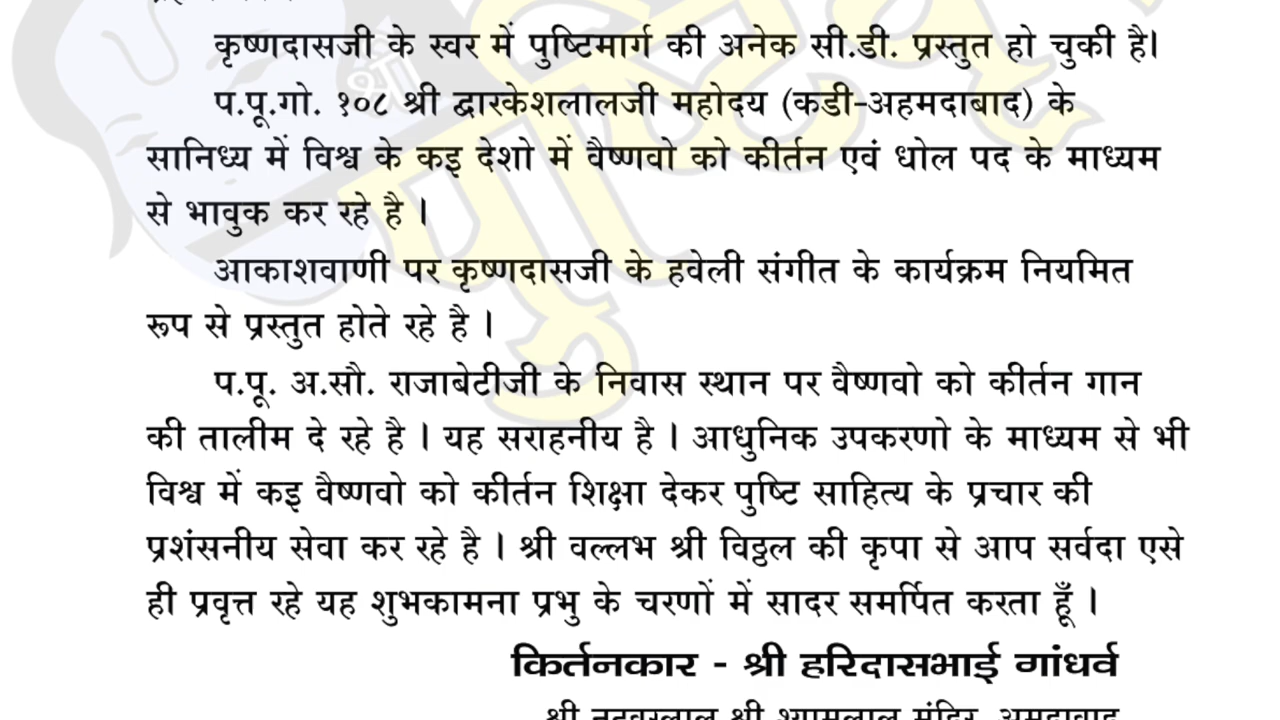 कृष्णदासजी के स्वर में पुष्टिमार्ग की अनेक सी.डी. प्रस्तुत हो चुकी है।
प.पू.गो. १०८ श्री द्वारकेशलालजी महोदय (कडी-अहमदाबाद) के
सानिध्य में विश्व के कइ देशो में वैष्णवो को कीर्तन एवं धोल पद के माध्यम
से भावुक कर रहे है ।
आकाशवाणी पर कृष्णदासजी के हवेली संगीत के कार्यक्रम नियमित
रूप से प्रस्तुत होते रहे है ।
प.पू. अ.सौ. राजाबेटीजी के निवास स्थान पर वैष्णवो को कीर्तन गान
की तालीम दे रहे है । यह सराहनीय है । आधुनिक उपकरणो के माध्यम से भी
विश्व में कइ वैष्णवो को कीर्तन शिक्षा देकर पुष्टि साहित्य के प्रचार की
प्रशंसनीय सेवा कर रहे है । श्री वल्लभ श्री विठ्ठल की कृपा से आप सर्वदा एसे
ही प्रवृत्त रहे यह शुभकामना प्रभु के चरणों में सादर समर्पित करता हूँ ।
किर्तनकार - श्री हरिदासभाई गांधर्व
श्री नटवरलाल श्री श्यामलाल मंदिर, अमदावाद